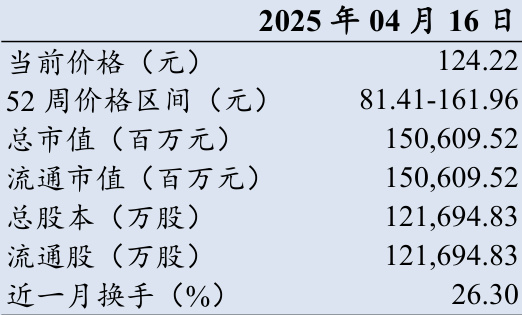 2025 年 04 月 16 日
当前价格（元） 124.22
52 周价格区间（元） 81.41-161.96
总市值（百万元） 150,609.52
流通市值（百万元） 150,609.52
总股本（万股） 121,694.83
流通股（万股） 121,694.83
近一月换手（%） 26.30